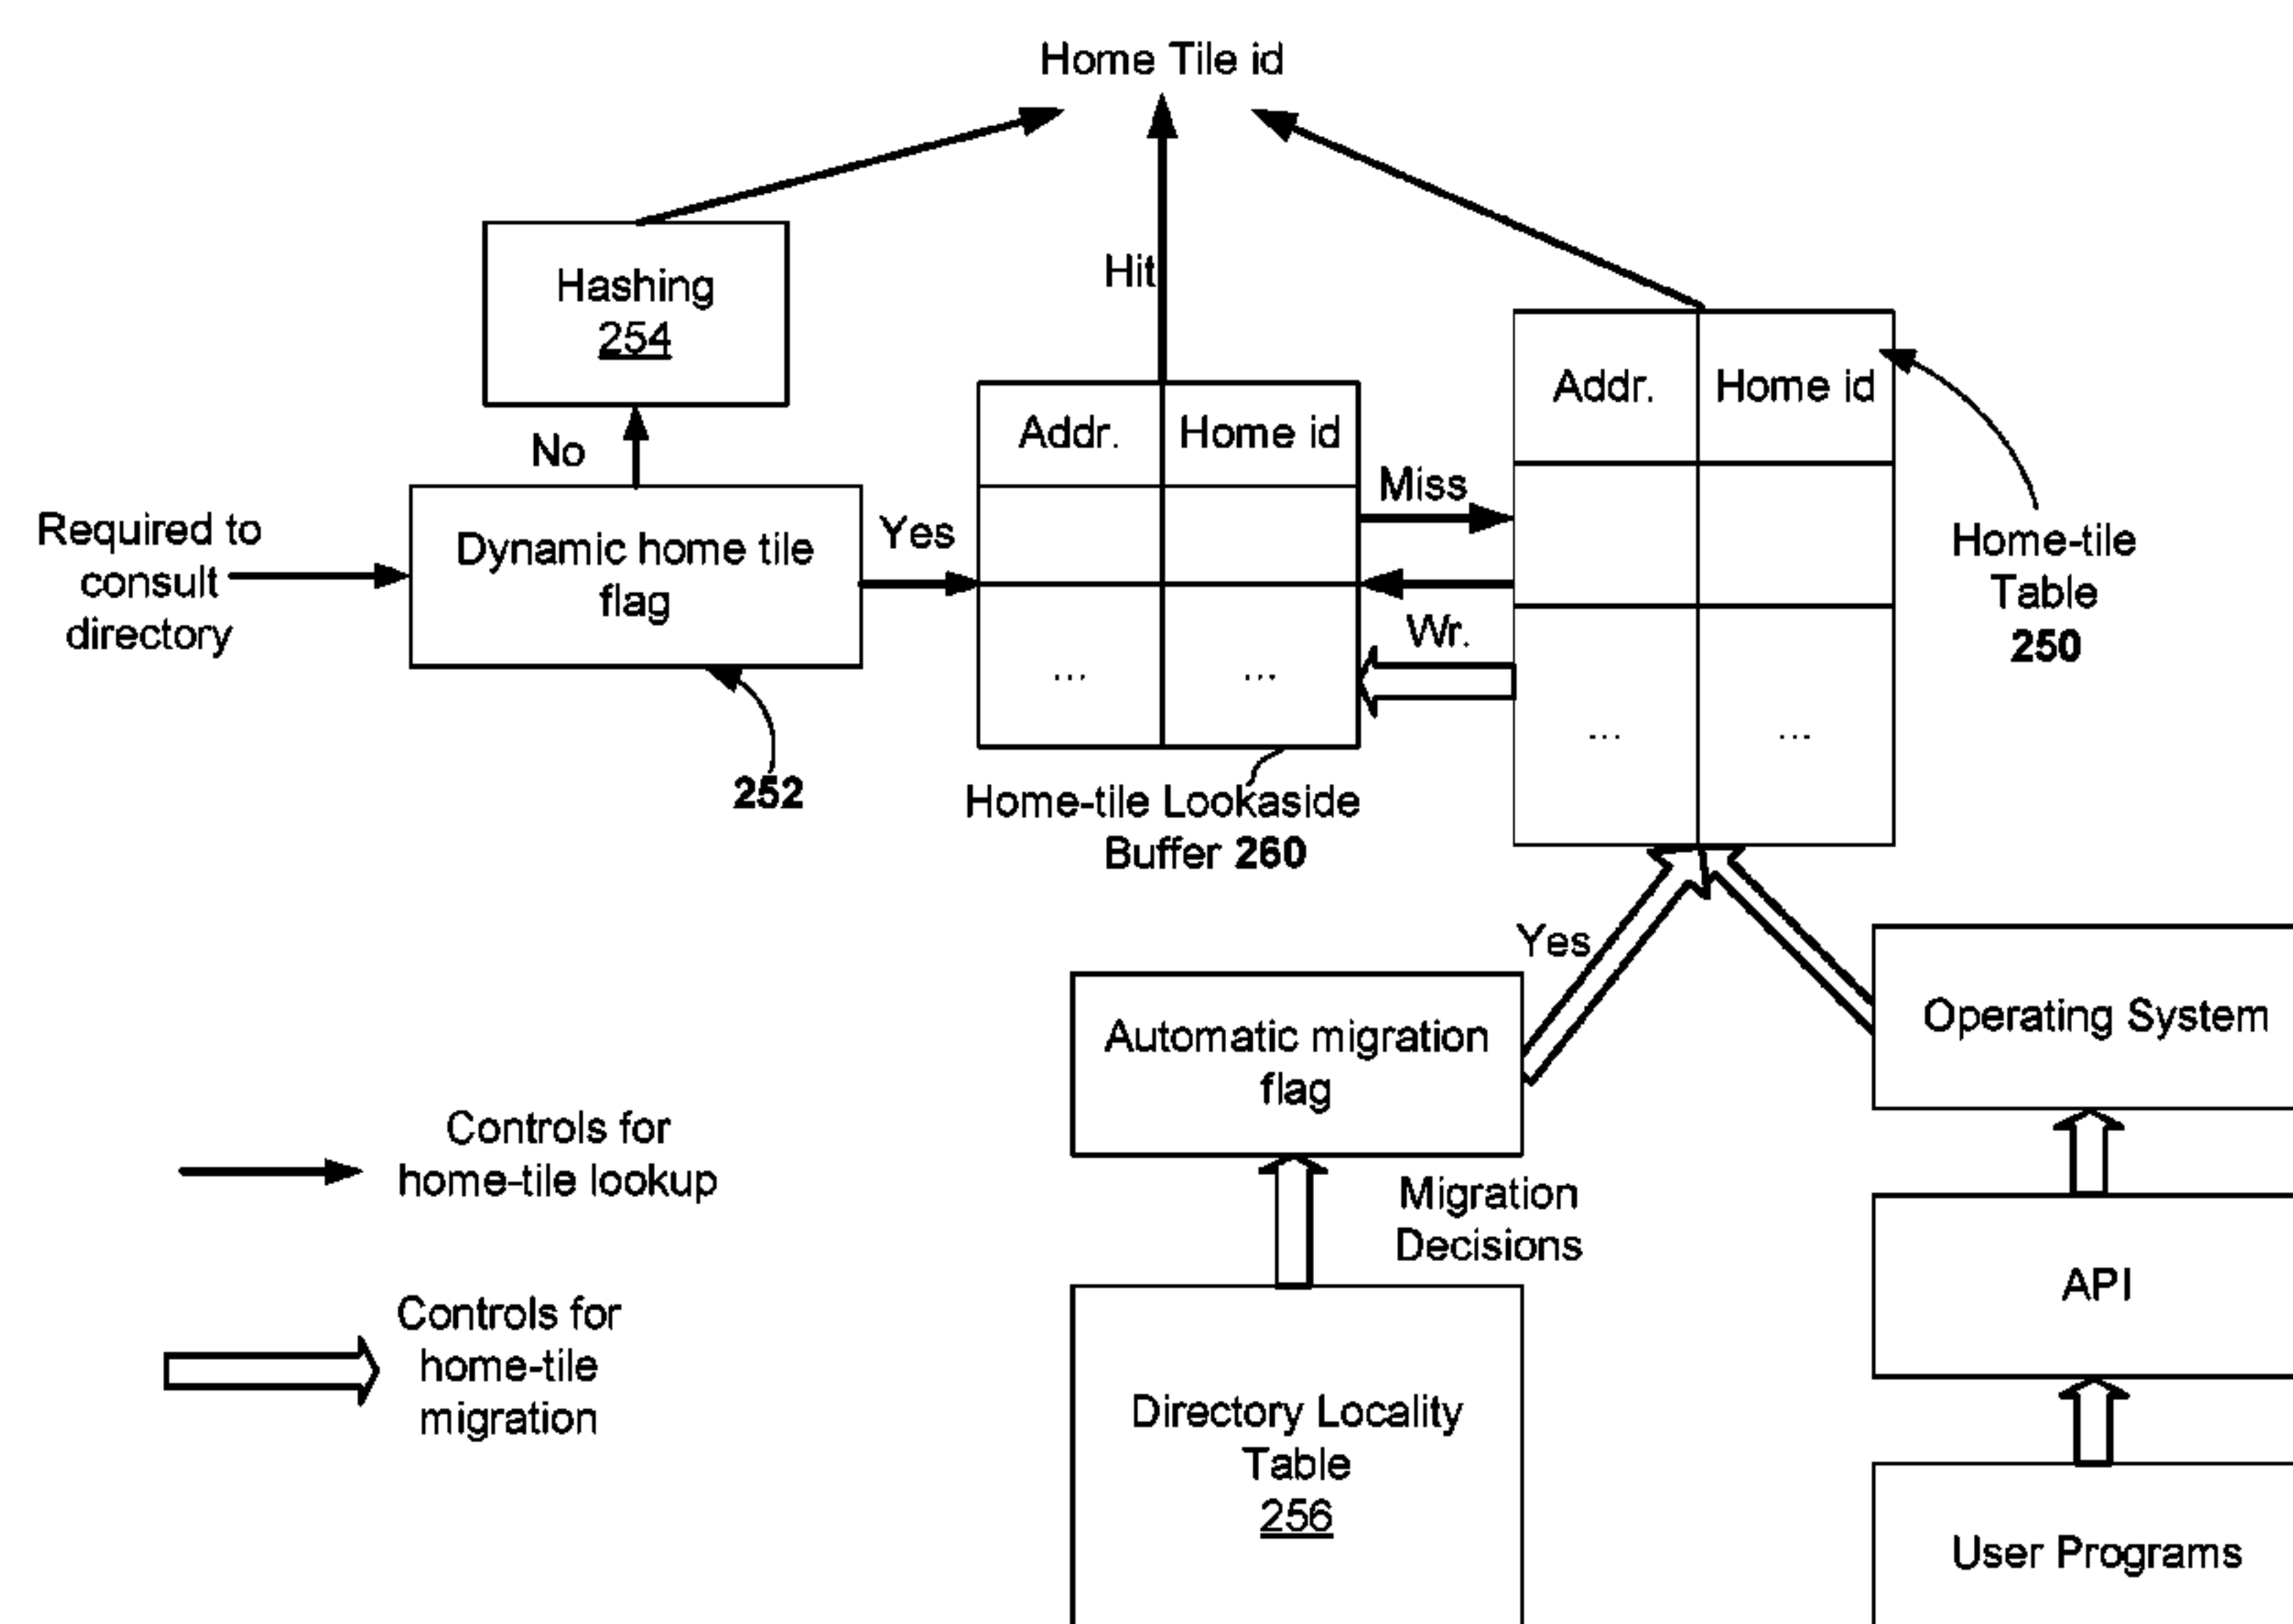 Home Tile id
Hashing
254
Hit
No
Required to
consult
directory
Dynamic home tile
flag
252
Yes
Addr. Home id
... ...
Home-tile Lookaside
Buffer 260
Miss
Wr.
Addr. Home id
... ...
Home-tile
Table
250
Yes
Automatic migration
flag
Operating System
Migration
Decisions
API
Directory Locality
Table
256
User Programs
Controls for
home-tile lookup
Controls for
home-tile
migration